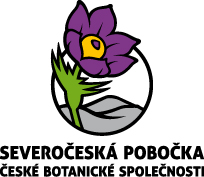 SEVEROČESKÁ POBOČKA
ČESKÉ BOTANICKÉ SPOLEČNOSTI